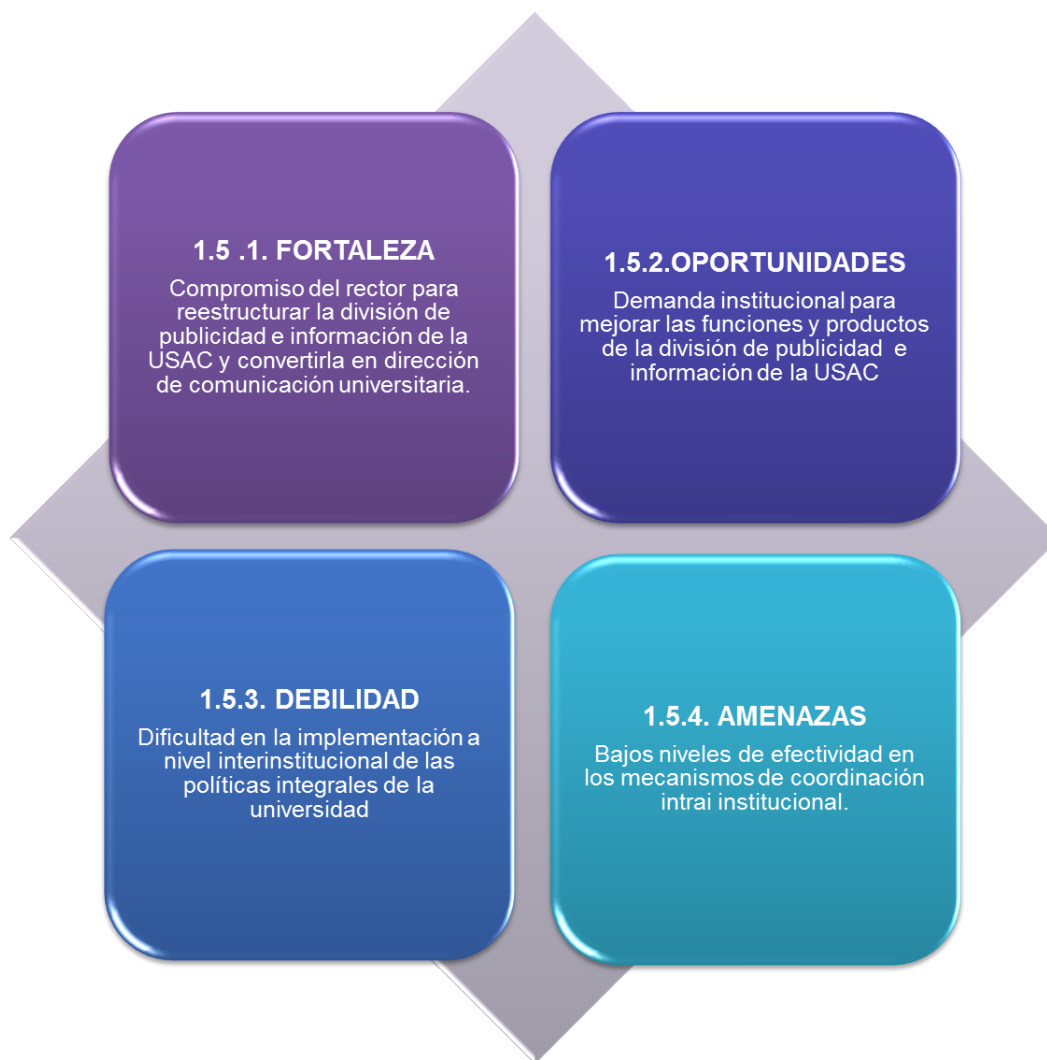 1.5 .1. FORTALEZA
Compromiso del rector para
reestructurar la división de
publicidad e información de la
USAC y convertirla en dirección
de comunicación universitaria.
1.5.2.OPORTUNIDADES
Demanda institucional para
mejorar las funciones y productos
de la división de publicidad e
información de la USAC
1.5.3. DEBILIDAD
Dificultad en la implementación a
nivel interinstitucional de las
políticas integrales de la
universidad
1.5.4. AMENAZAS
Bajos niveles de efectividad en
los mecanismos de coordinación
intrai institucional.